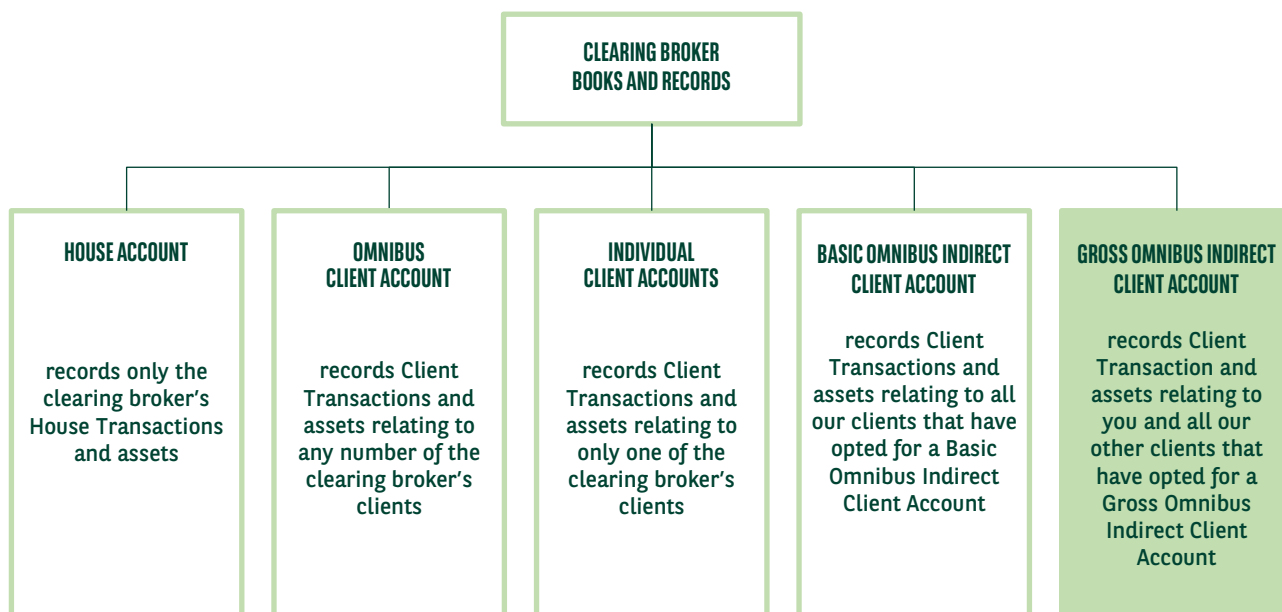 CLEARING BROKER
BOOKS AND RECORDS
HOUSE ACCOUNT
records only the
clearing broker's
House Transactions
and assets
OMNIBUS
CLIENT ACCOUNT
records Client
Transactions and
assets relating to
any number of the
clearing broker's
clients
INDIVIDUAL
CLIENT ACCOUNTS
records Client
Transactions and
assets relating to
only one of the
clearing broker's
clients
BASIC OMNIBUS INDIRECT
CLIENT ACCOUNT
records Client
Transactions and
assets relating to all
our clients that have
opted for a Basic
Omnibus Indirect
Client Account
GROSS OMNIBUS INDIRECT
CLIENT ACCOUNT
records Client
Transaction and
assets relating to
you and all our
other clients that
have opted for a
Gross Omnibus
Indirect Client
Account